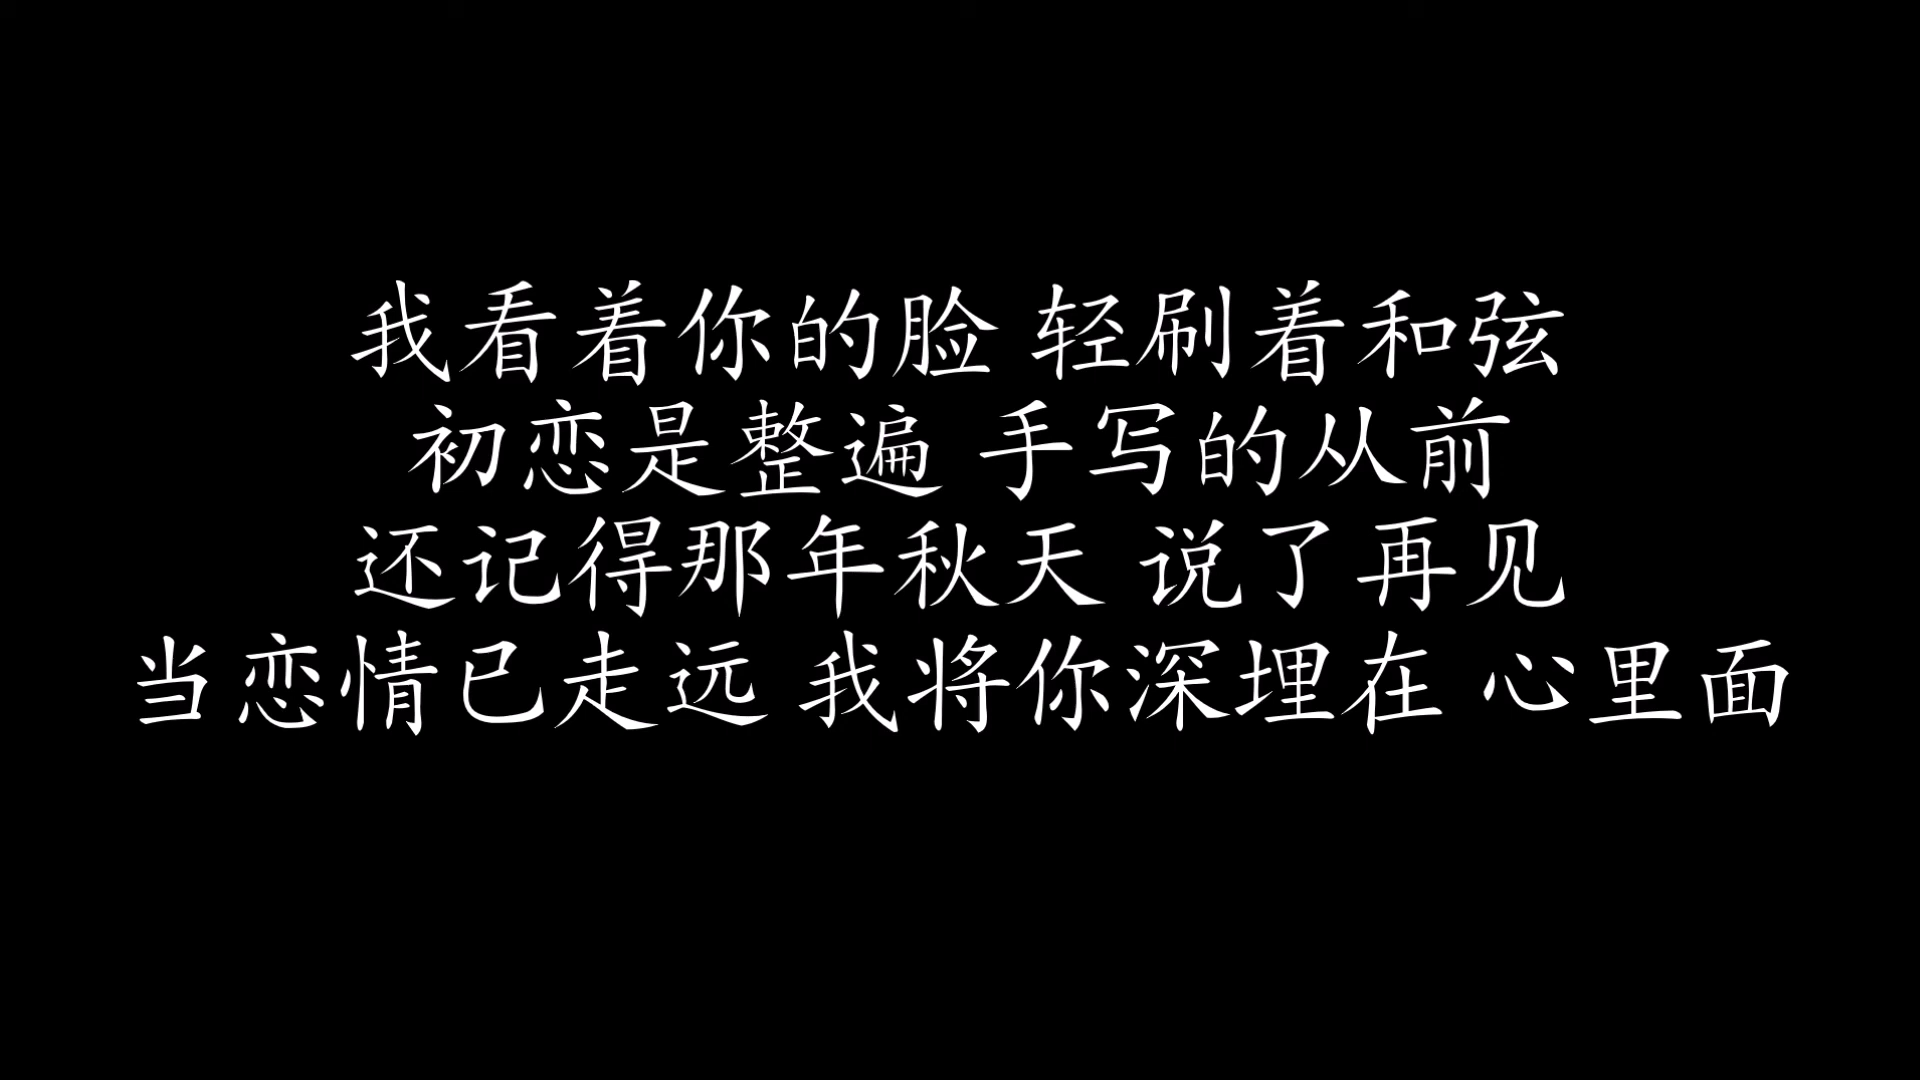 我看着你的脸 轻刷着和弦
初恋是整遍 手写的从前
还记得那年秋天 说了再见
当恋情已走远 我将你深埋在 心里面